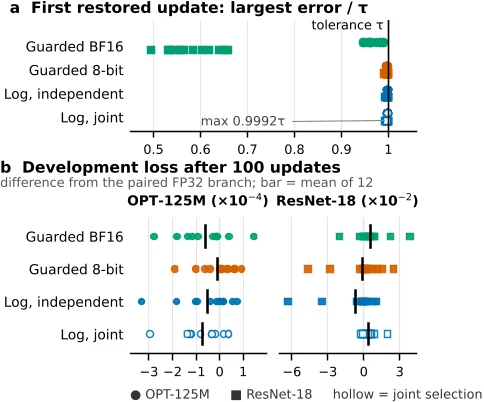 a First restored update: largest error / τ
tolerance τ
Guarded BF16
Guarded 8-bit
Log, independent
Log, joint
max 0.9992τ
0.5 0.6 0.7 0.8 0.9 1
b Development loss after 100 updates
difference from the paired FP32 branch; bar = mean of 12
OPT-125M (×10⁻⁴) ResNet-18 (×10⁻²)
Guarded BF16
Guarded 8-bit
Log, independent
Log, joint
−3 −2 −1 0 1 −6 −3 0 3
OPT-125M ResNet-18 hollow = joint selection